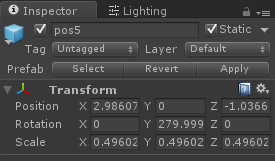 Inspector Lighting
pos5 Static
Tag Untagged Layer Default
Prefab Select Revert Apply
Transform
Position X 2.98607 Y 0 Z -1.0366
Rotation X 0 Y 279.999 Z 0
Scale X 0.49602 Y 0.49602 Z 0.49602